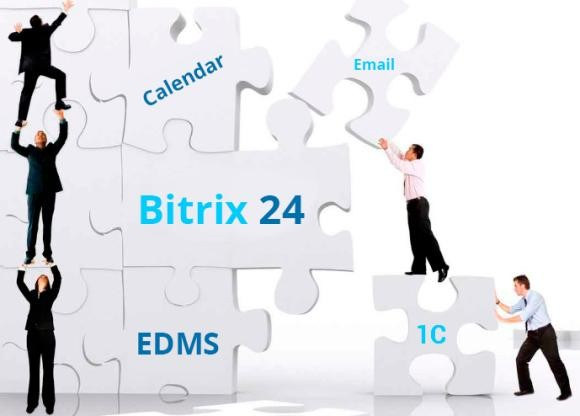 Calendar
Email
Bitrix 24
EDMS
1C